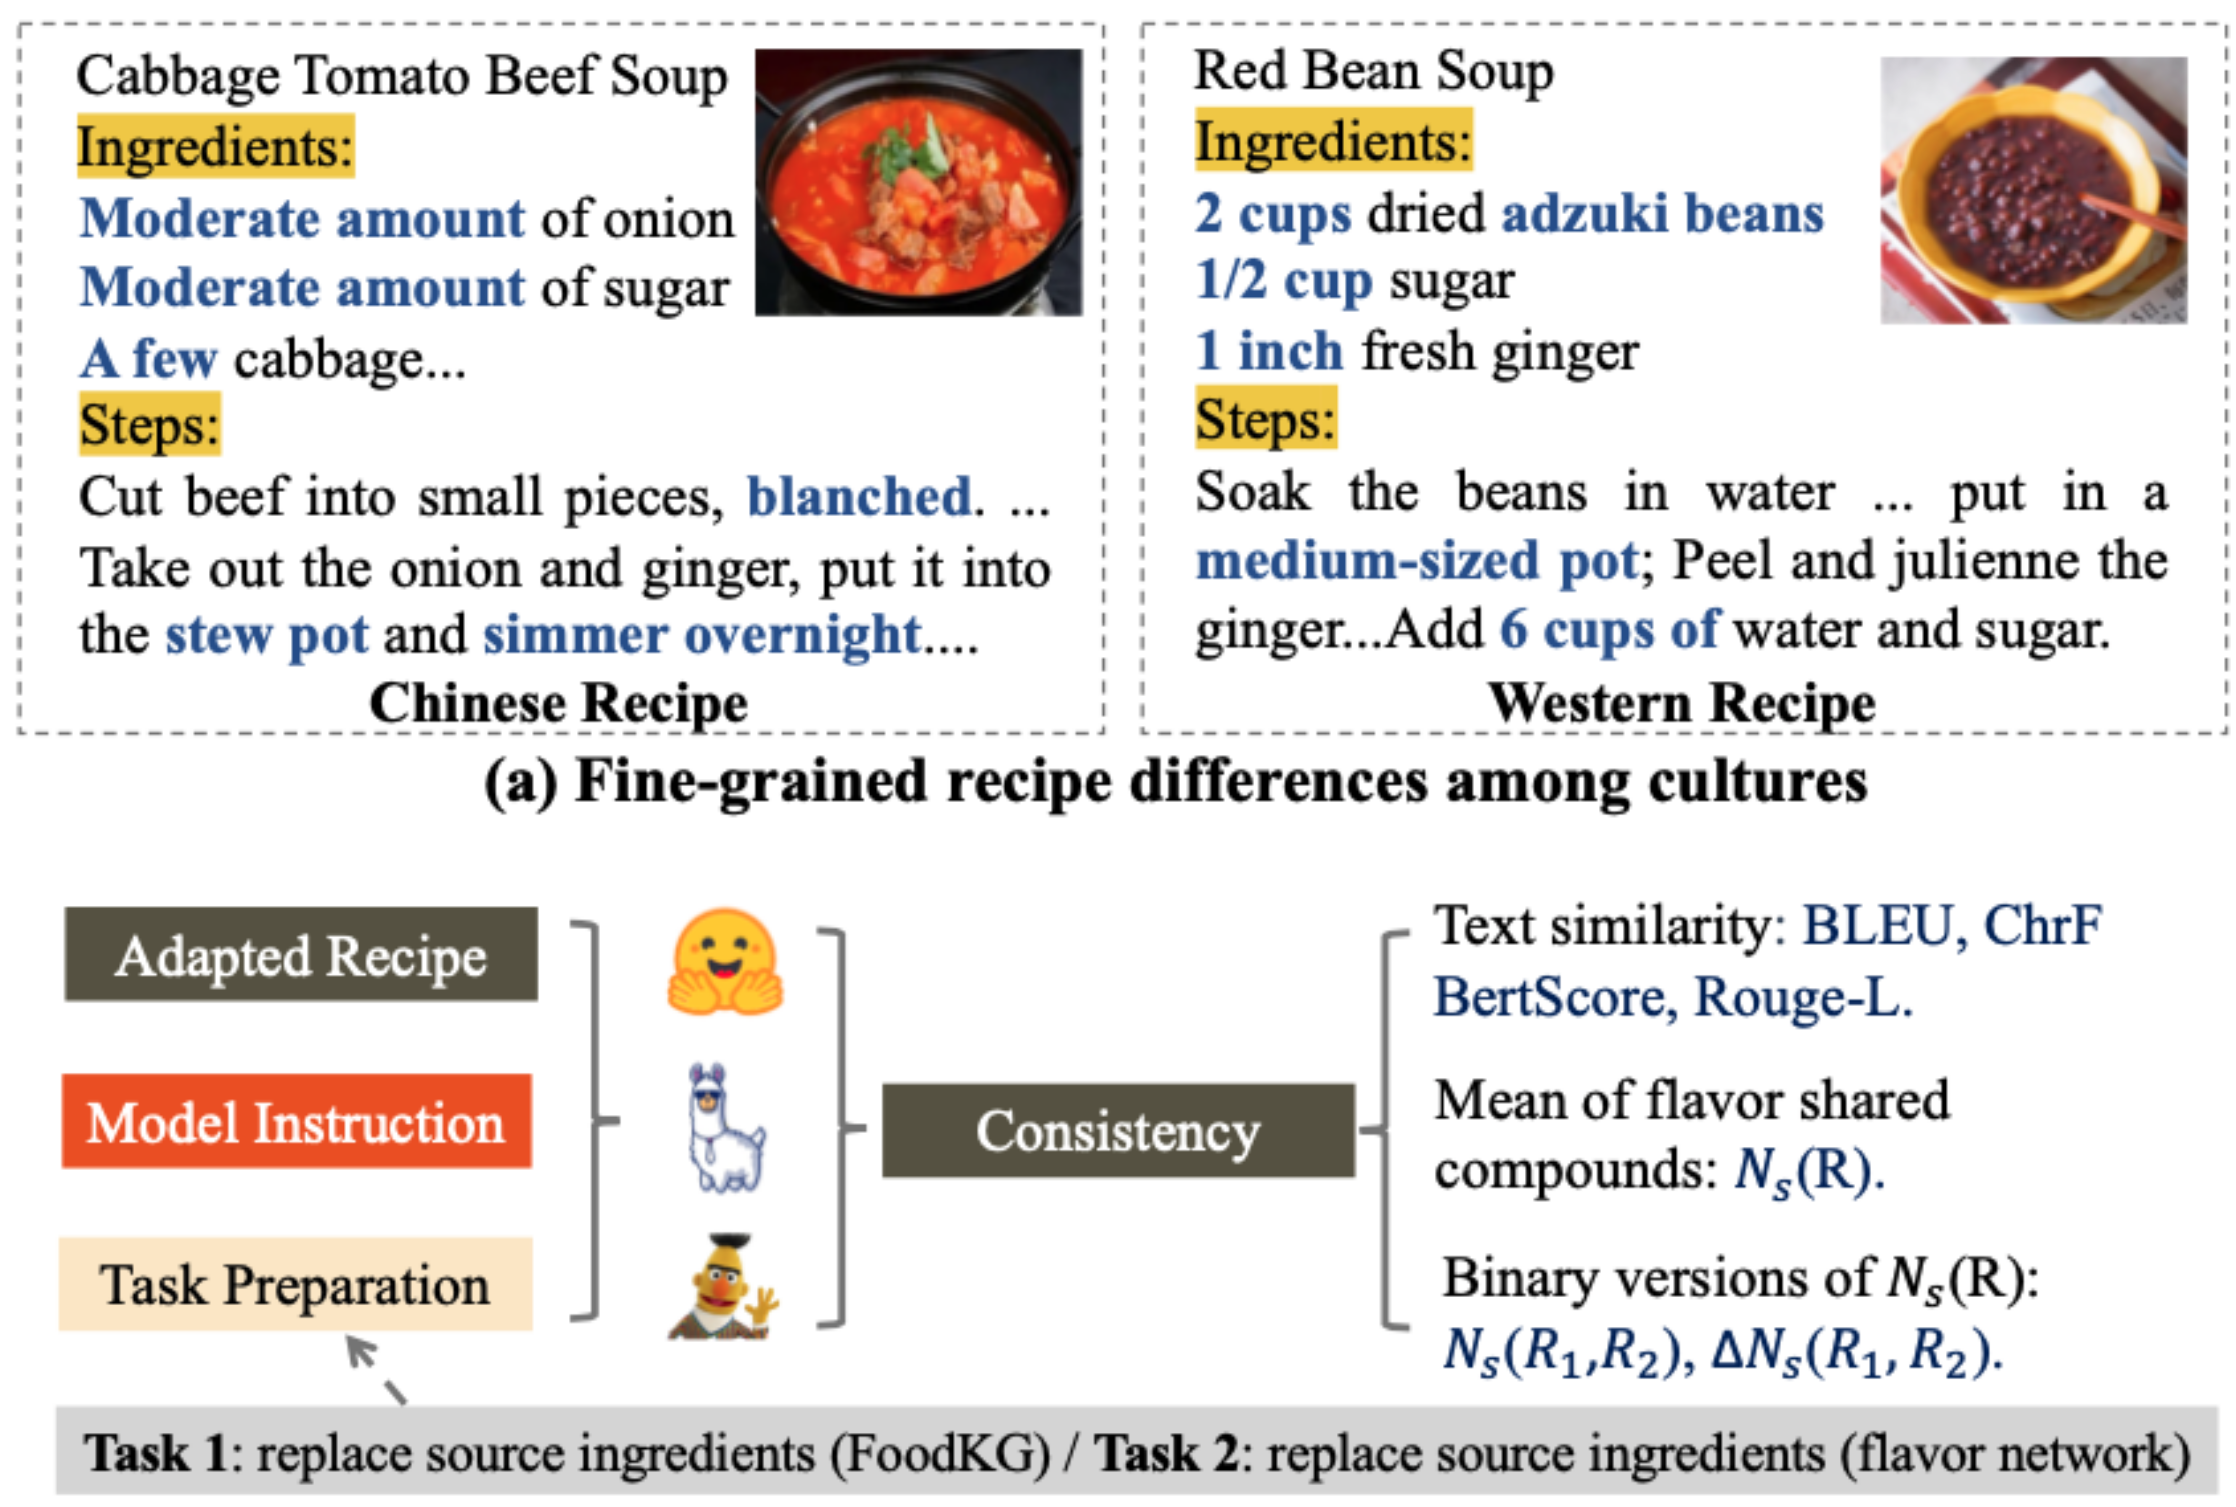 Cabbage Tomato Beef Soup
Ingredients:
Moderate amount of onion
Moderate amount of sugar
A few cabbage...
Steps:
Cut beef into small pieces, blanched. ...
Take out the onion and ginger, put it into
the stew pot and simmer overnight....
Chinese Recipe
Red Bean Soup
Ingredients:
2 cups dried adzuki beans
1/2 cup sugar
1 inch fresh ginger
Steps:
Soak the beans in water ... put in a
medium-sized pot; Peel and julienne the
ginger...Add 6 cups of water and sugar.
Western Recipe
(a) Fine-grained recipe differences among cultures
Adapted Recipe
Model Instruction
Task Preparation
Consistency
Text similarity: BLEU, ChrF
BertScore, Rouge-L.
Mean of flavor shared
compounds: Nₛ(R).
Binary versions of Nₛ(R):
Nₛ(R₁,R₂), ΔNₛ(R₁, R₂).
Task 1: replace source ingredients (FoodKG) / Task 2: replace source ingredients (flavor network)